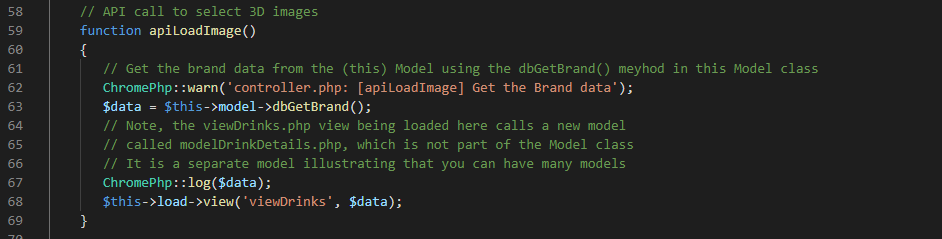 58 // API call to select 3D images
59 function apiLoadImage()
60 {
61 // Get the brand data from the (this) Model using the dbGetBrand() meyhod in this Model class
62 ChromePhp::warn('controller.php: [apiLoadImage] Get the Brand data');
63 $data = $this->model->dbGetBrand();
64 // Note, the viewDrinks.php view being loaded here calls a new model
65 // called modelDrinkDetails.php, which is not part of the Model class
66 // It is a separate model illustrating that you can have many models
67 ChromePhp::log($data);
68 $this->load->view('viewDrinks', $data);
69 }